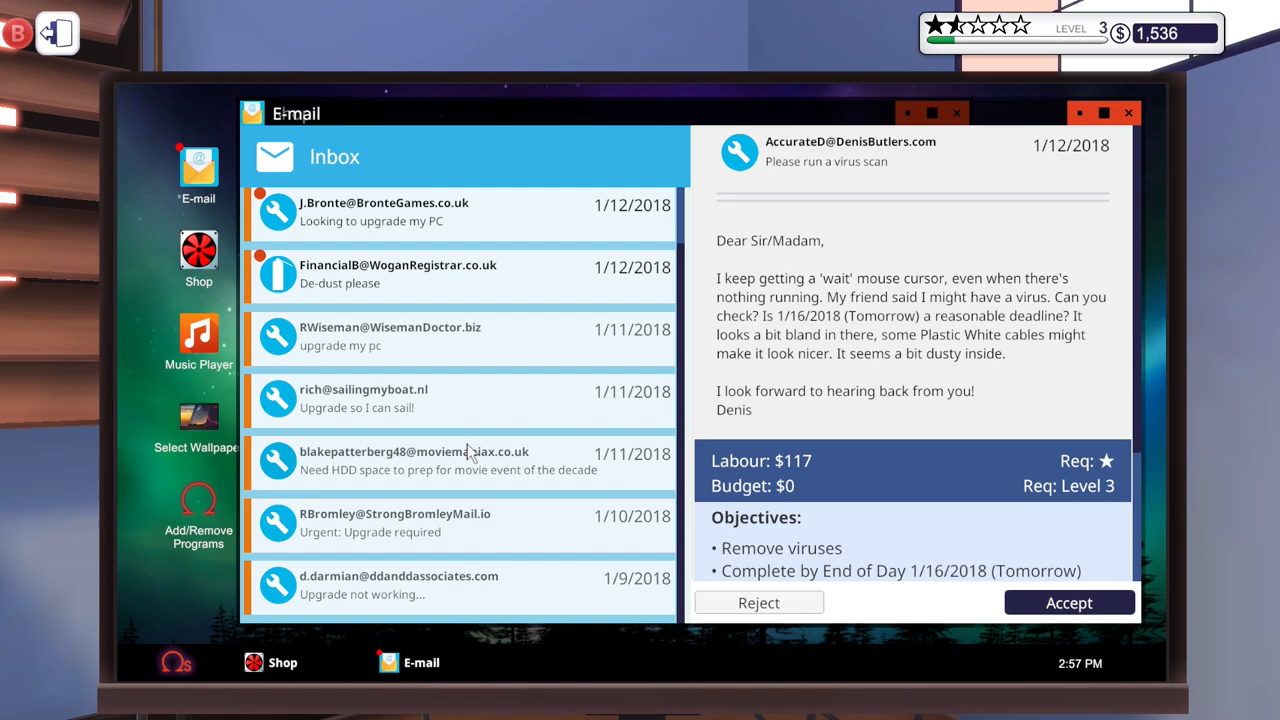 B
LEVEL 3
$ 1,536
E-mail
Inbox
J.Bronte@BronteGames.co.uk 1/12/2018
Looking to upgrade my PC
FinancialB@WoganRegistrar.co.uk 1/12/2018
De-dust please
RWiseman@WisemanDoctor.biz 1/11/2018
upgrade my pc
rich@sailingmyboat.nl 1/11/2018
Upgrade so I can sail!
blakepatterberg48@moviemaniax.co.uk 1/11/2018
Need HDD space to prep for movie event of the decade
RBromley@StrongBromleyMail.io 1/10/2018
Urgent: Upgrade required
d.darmian@ddanddassociates.com 1/9/2018
Upgrade not working...
AccurateD@DenisButlers.com 1/12/2018
Please run a virus scan
Dear Sir/Madam,
I keep getting a 'wait' mouse cursor, even when there's
nothing running. My friend said I might have a virus. Can you
check? Is 1/16/2018 (Tomorrow) a reasonable deadline? It
looks a bit bland in there, some Plastic White cables might
make it look nicer. It seems a bit dusty inside.
I look forward to hearing back from you!
Denis
Labour: $117 Req: ★
Budget: $0 Req: Level 3
Objectives:
• Remove viruses
• Complete by End of Day 1/16/2018 (Tomorrow)
Reject
Accept
E-mail
Shop
Music Player
Select Wallpape
Add/Remove
Programs
Shop
E-mail
2:57 PM